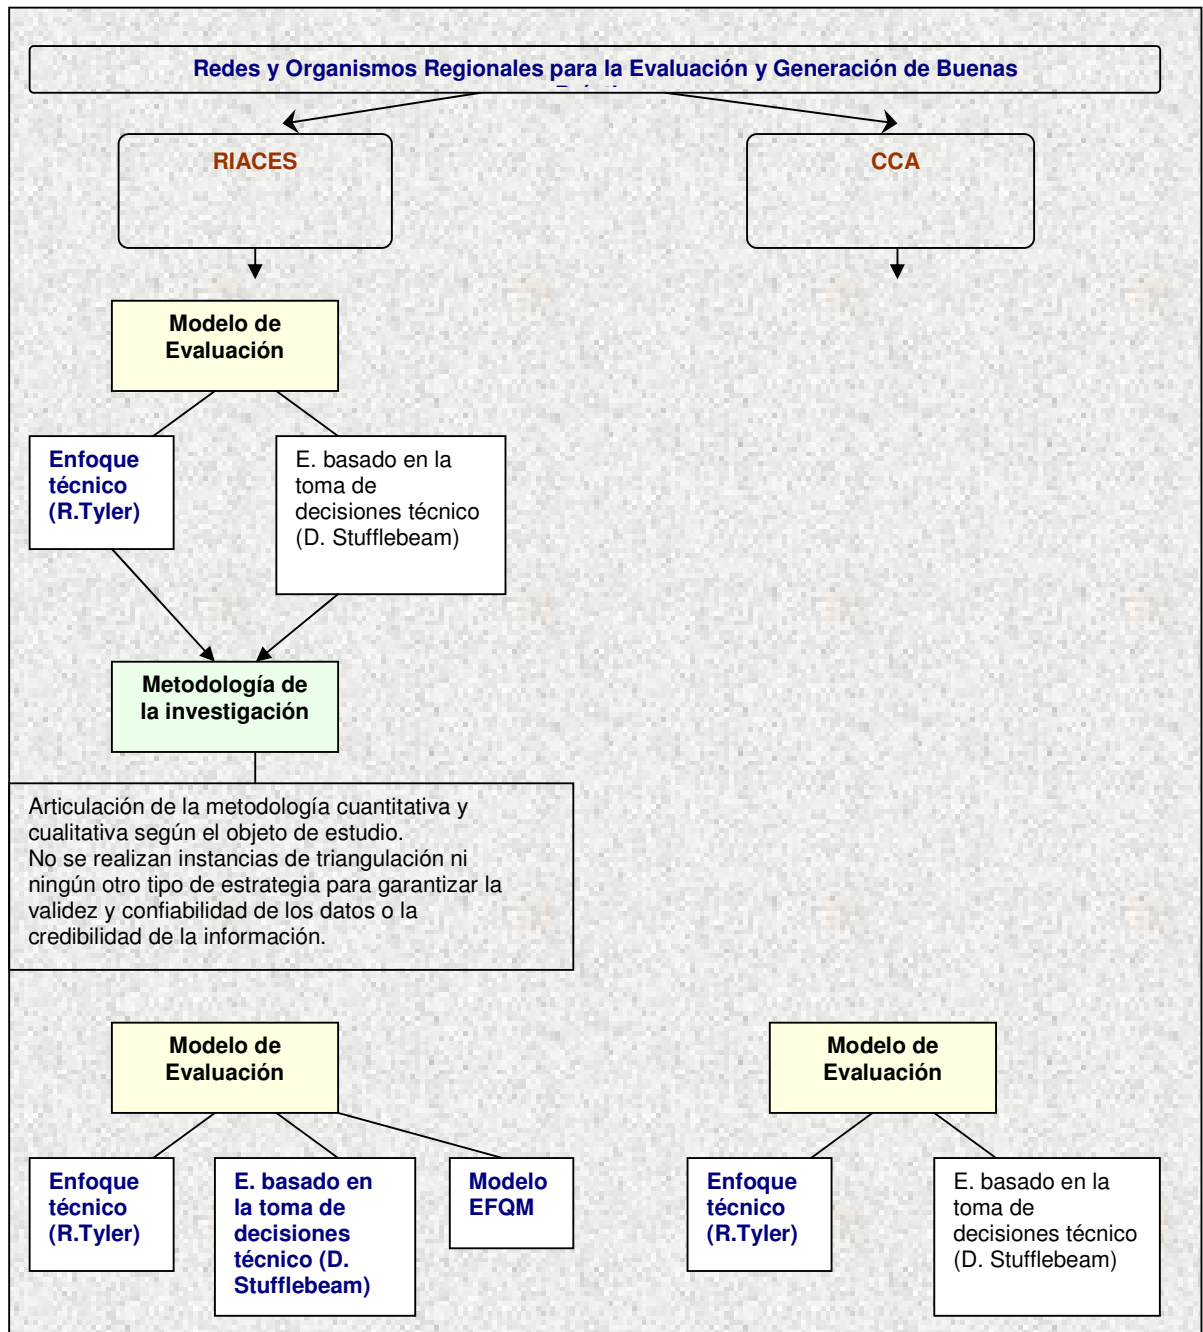 Redes y Organismos Regionales para la Evaluación y Generación de Buenas
RIACES
CCA
Modelo de
Evaluación
Enfoque
técnico
(R.Tyler)
E. basado en la
toma de
decisiones técnico
(D. Stufflebeam)
Metodología de
la investigación
Articulación de la metodología cuantitativa y
cualitativa según el objeto de estudio.
No se realizan instancias de triangulación ni
ningún otro tipo de estrategia para garantizar la
validez y confiabilidad de los datos o la
credibilidad de la información.
Modelo de
Evaluación
Enfoque
técnico
(R.Tyler)
E. basado en
la toma de
decisiones
técnico (D.
Stufflebeam)
Modelo
EFQM
Modelo de
Evaluación
Enfoque
técnico
(R.Tyler)
E. basado en la
toma de
decisiones técnico
(D. Stufflebeam)